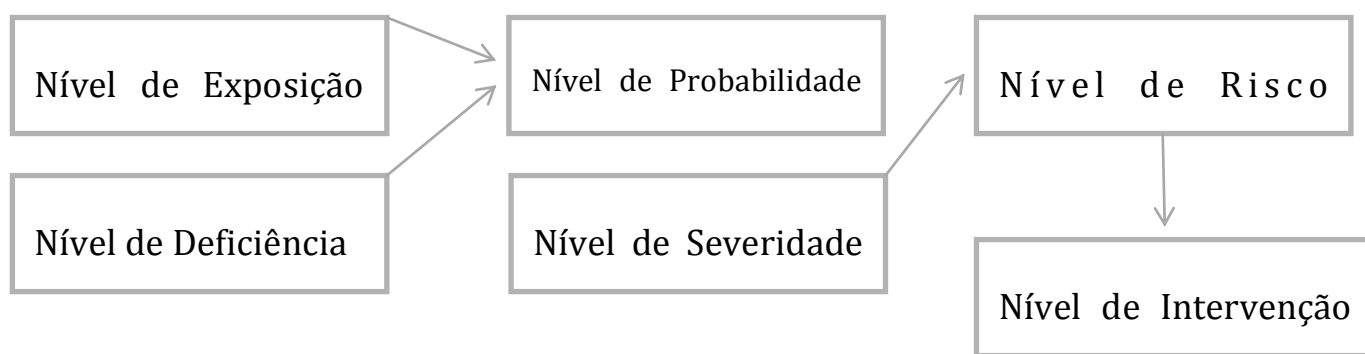 Nível de Exposição
Nível de Probabilidade
Nível de Risco
Nível de Deficiência
Nível de Severidade
Nível de Intervenção